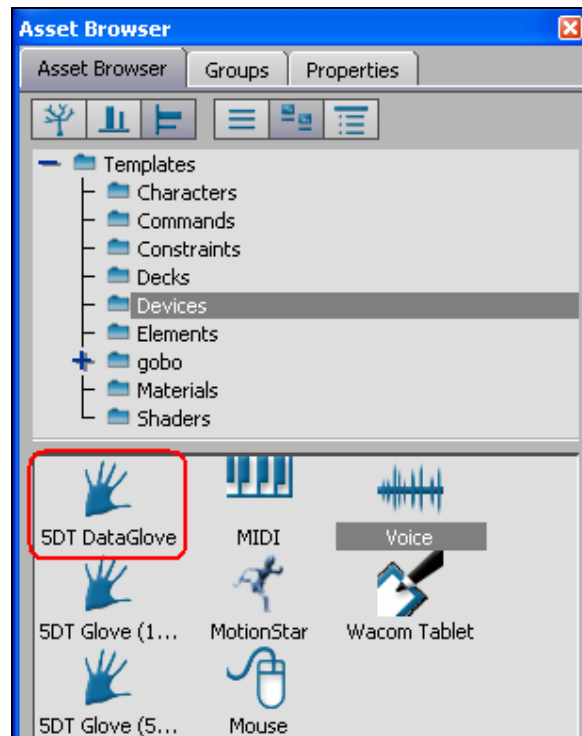 Asset Browser
Asset Browser Groups Properties
Templates
Characters
Commands
Constraints
Decks
Devices
Elements
gobo
Materials
Shaders
5DT DataGlove MIDI Voice
5DT Glove (1... MotionStar Wacom Tablet
5DT Glove (5... Mouse